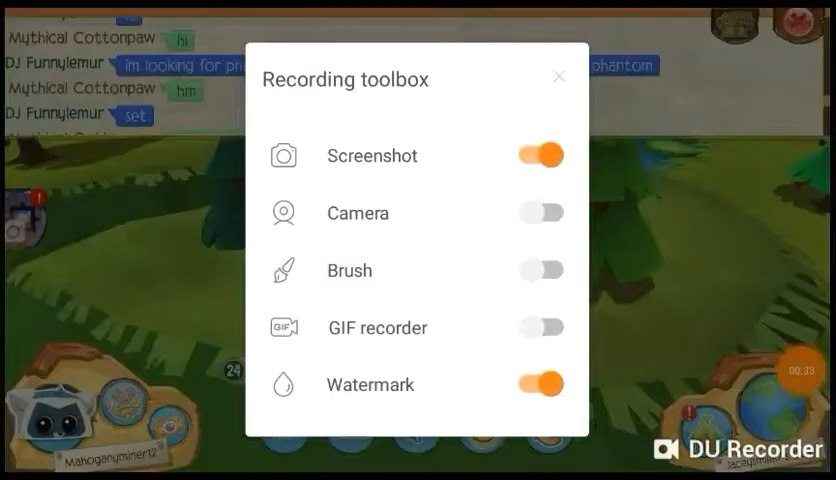 Mythical Cottonpaw hi
DJ Funnylemur im looking for phantom
Mythical Cottonpaw hm
DJ Funnylemur set
Recording toolbox
Screenshot
Camera
Brush
GIF recorder
GIF
Watermark
24
00:33
Mahoganyminer12
DU Recorder